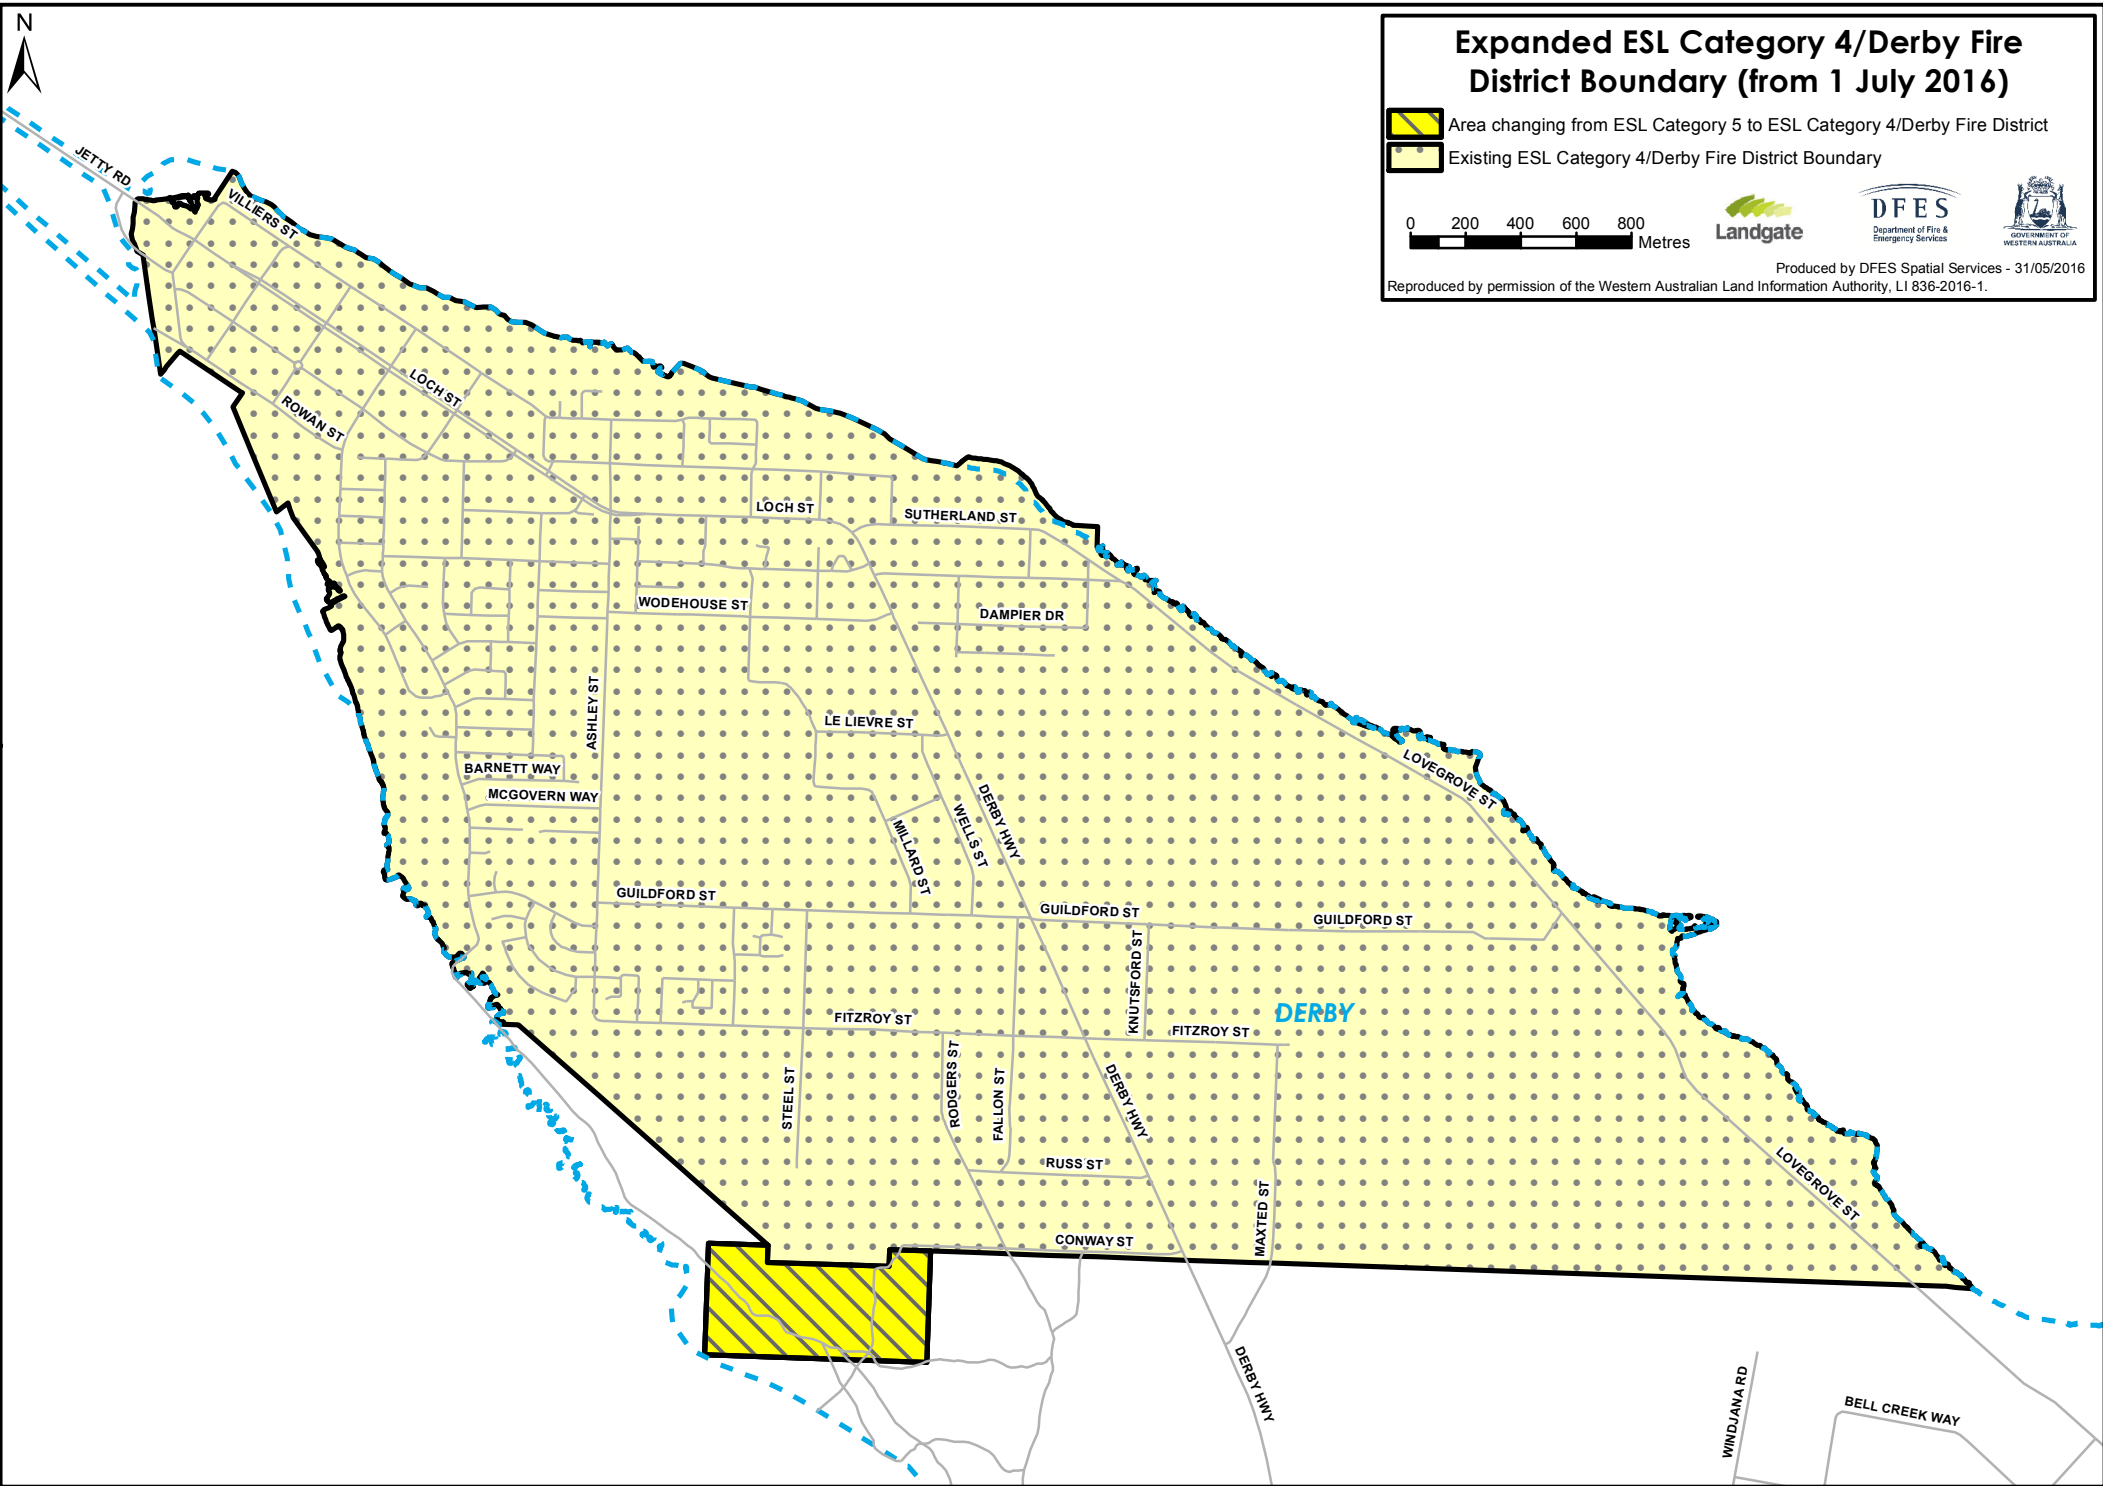 N
Expanded ESL Category 4/Derby Fire
District Boundary (from 1 July 2016)
Area changing from ESL Category 5 to ESL Category 4/Derby Fire District
Existing ESL Category 4/Derby Fire District Boundary
0 200 400 600 800
Metres
Landgate
DFES
Department of Fire &
Emergency Services
GOVERNMENT OF
WESTERN AUSTRALIA
Produced by DFES Spatial Services - 31/05/2016
Reproduced by permission of the Western Australian Land Information Authority, LI 836-2016-1.
JETTY RD
VILLIERS ST
LOCH ST
ROWAN ST
LOCH ST
SUTHERLAND ST
WODEHOUSE ST
DAMPIER DR
ASHLEY ST
LE LIEVRE ST
BARNETT WAY
MCGOVERN WAY
LOVEGROVE ST
DERBY HWY
WELLS ST
MILLARD ST
GUILDFORD ST
GUILDFORD ST
GUILDFORD ST
KNUTSFORD ST
DERBY
FITZROY ST
FITZROY ST
STEEL ST
RODGERS ST
FALLON ST
DERBY HWY
RUSS ST
MAXTED ST
LOVEGROVE ST
CONWAY ST
DERBY HWY
WINDJANA RD
BELL CREEK WAY